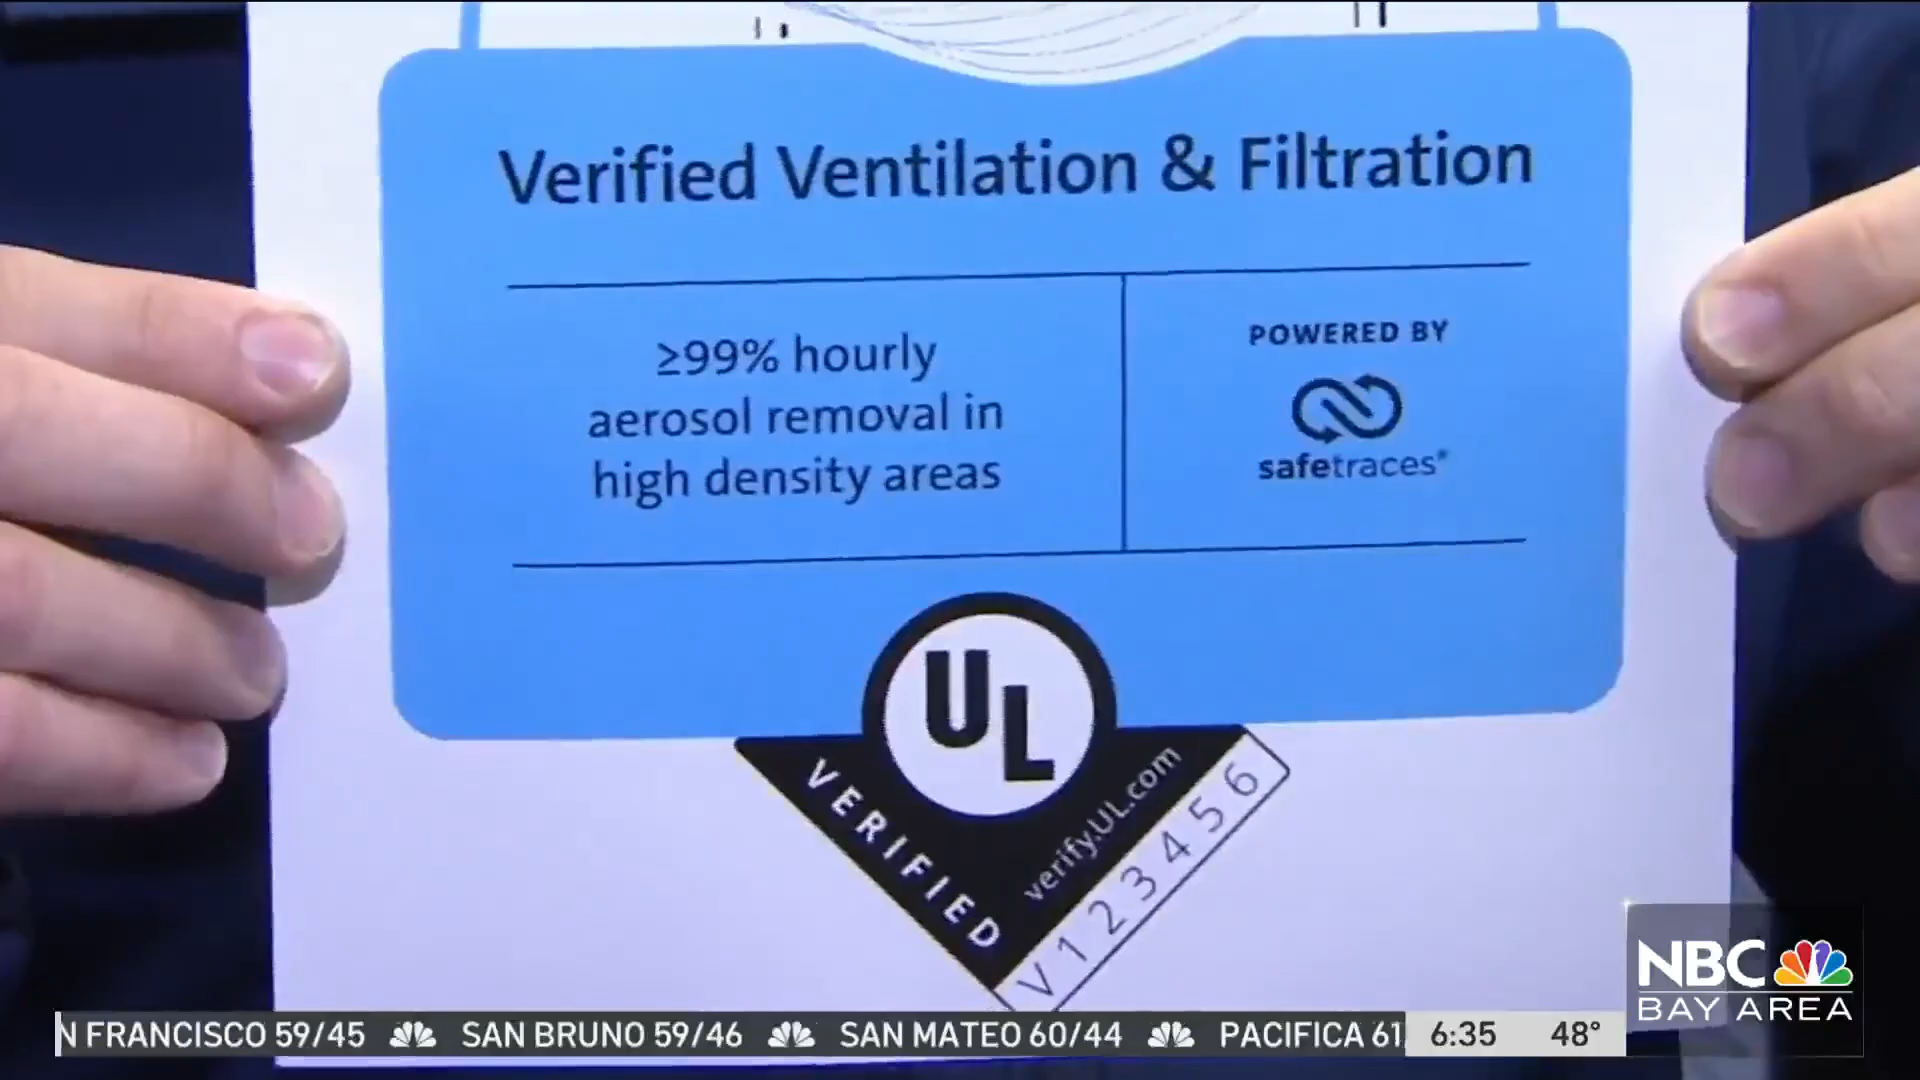 Verified Ventilation & Filtration
≥99% hourly
aerosol removal in
high density areas
POWERED BY
safetraces®
UL
VERIFIED
verify.UL.com
V123456
NBC
BAY AREA
N FRANCISCO 59/45 SAN BRUNO 59/46 SAN MATEO 60/44 PACIFICA 61
6:35 48°